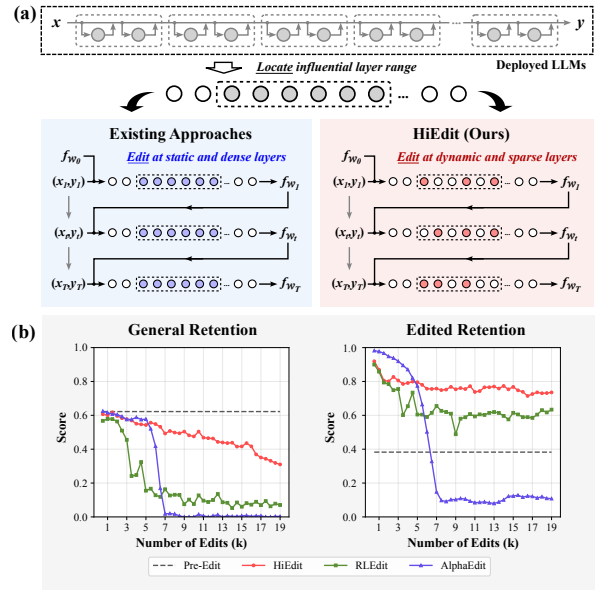 (a)
x
y
Locate influential layer range
Deployed LLMs
...
...
Existing Approaches
Edit at static and dense layers
f_{w_0}
(x_1,y_1)
...
f_{w_1}
(x_t,y_t)
...
f_{w_t}
(x_T,y_T)
...
f_{w_T}
HiEdit (Ours)
Edit at dynamic and sparse layers
f_{w_0}
(x_1,y_1)
...
f_{w_1}
(x_t,y_t)
...
f_{w_t}
(x_T,y_T)
...
f_{w_T}
(b)
General Retention
Score
1.0
0.8
0.6
0.4
0.2
0.0
1 3 5 7 9 11 13 15 17 19
Number of Edits (k)
Edited Retention
Score
1.0
0.8
0.6
0.4
0.2
0.0
1 3 5 7 9 11 13 15 17 19
Number of Edits (k)
Pre-Edit HiEdit RLEdit AlphaEdit